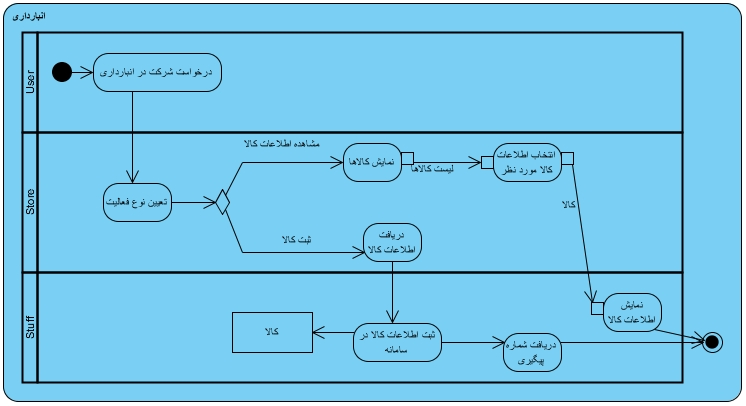 انبارداری
User
درخواست شرکت در انبارداری
Store
مشاهده اطلاعات کالا
نمایش کالاها
لیست کالاها
انتخاب اطلاعات
کالا مورد نظر
تعیین نوع فعالیت
کالا
ثبت کالا
دریافت
اطلاعات کالا
Stuff
نمایش
اطلاعات کالا
کالا
ثبت اطلاعات کالا در
سامانه
دریافت شماره
پیگیری